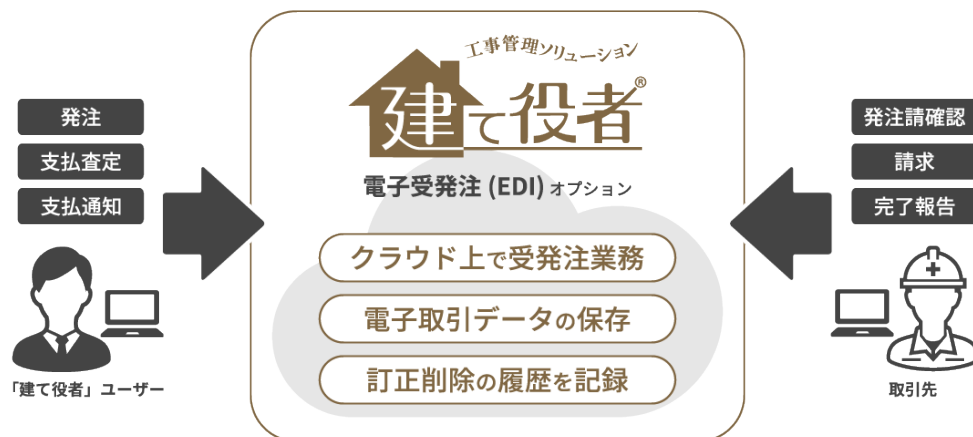 工事管理ソリューション
建て役者®
電子受発注 (EDI) オプション
クラウド上で受発注業務
電子取引データの保存
訂正削除の履歴を記録
発注
支払査定
支払通知
「建て役者」ユーザー
発注請確認
請求
完了報告
取引先